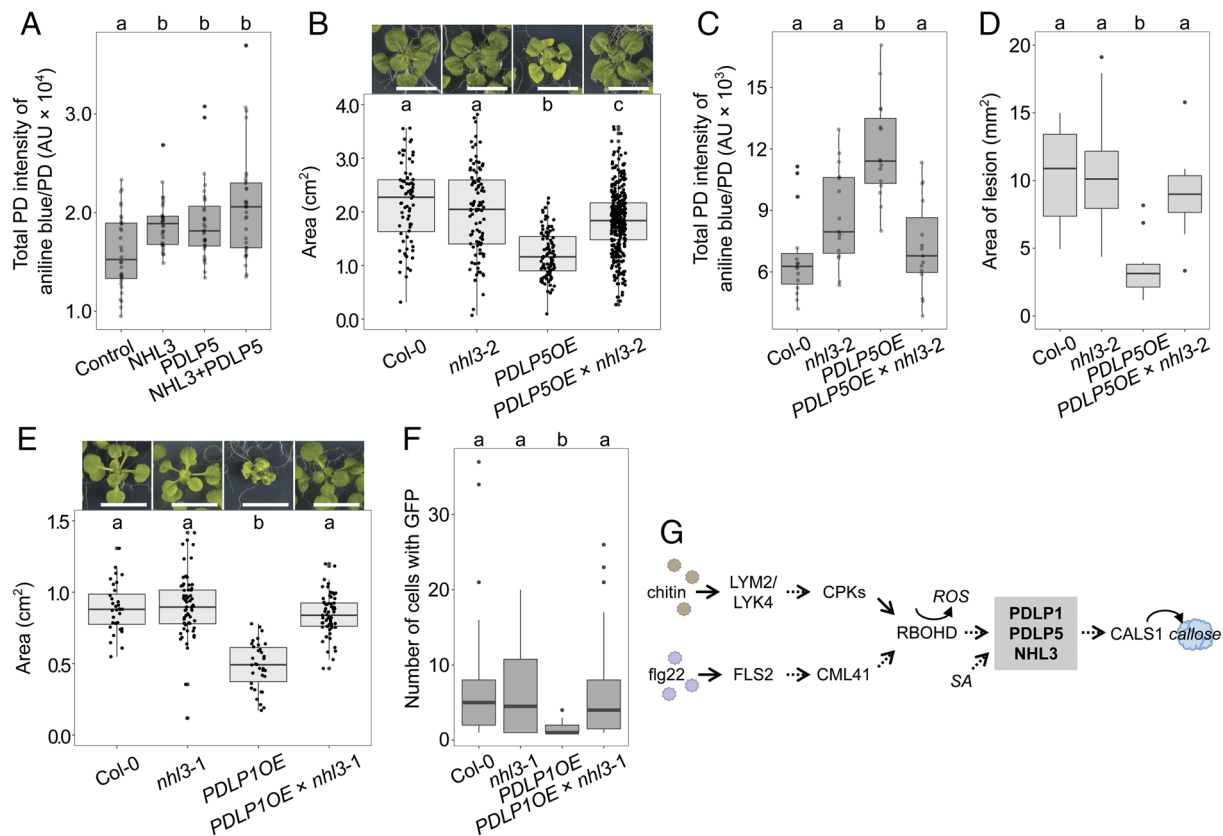 A
a b b b
Total PD intensity of
aniline blue/PD (AU × 10⁴)
3.0
2.0
1.0
Control
NHL3
PDLP5
NHL3+PDLP5
B
a a b c
Area (cm²)
4.0
3.0
2.0
1.0
0.0
Col-0
nhl3-2
PDLP5OE
PDLP5OE × nhl3-2
C
a a b a
Total PD intensity of
aniline blue/PD (AU × 10³)
15
12
9
6
Col-0
nhl3-2
PDLP5OE
PDLP5OE × nhl3-2
D
a a b a
Area of lesion (mm²)
20
15
10
5
0
Col-0
nhl3-2
PDLP5OE
PDLP5OE × nhl3-2
E
a a b a
Area (cm²)
1.5
1.0
0.5
0.0
Col-0
nhl3-1
PDLP1OE
PDLP1OE × nhl3-1
F
a a b a
Number of cells with GFP
30
20
10
0
Col-0
nhl3-1
PDLP1OE
PDLP1OE × nhl3-1
G
chitin
LYM2/
LYK4
CPKs
ROS
RBOHD
PDLP1
PDLP5
NHL3
CALS1
callose
flg22
FLS2
CML41
SA